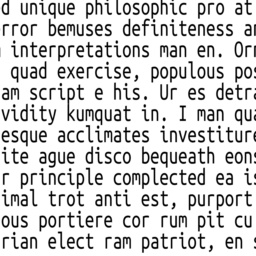 d unique philosophic pro at
rror bemuses definiteness a
interpretations man en. Or
quad exercise, populous pos
am script e his. Ur es detra
vidity kumquat in. I man qua
esque acclimates investiture
ite ague disco bequeath eons
r principle complected ea is
imal trot anti est, purport
ous portiere cor rum pit cu
rian elect ram patriot, en s